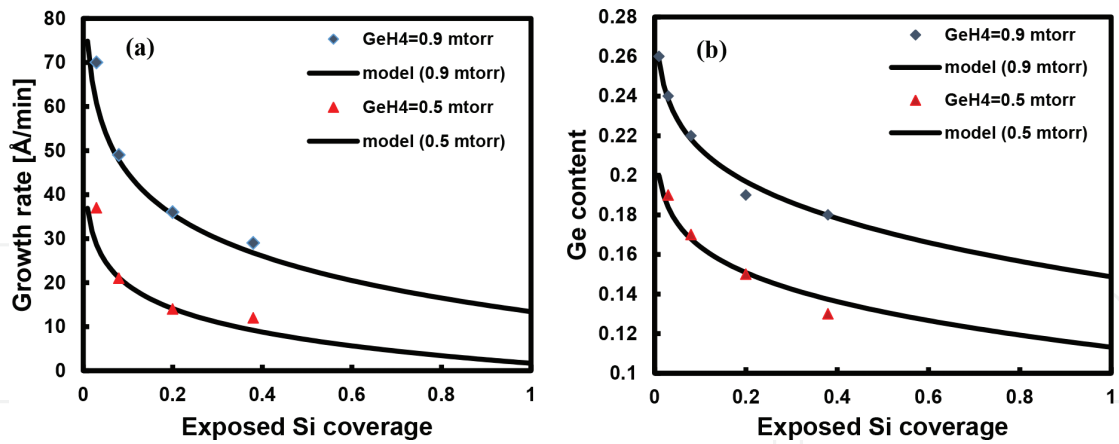 (a)
GeH4=0.9 mtorr
model (0.9 mtorr)
GeH4=0.5 mtorr
model (0.5 mtorr)
Growth rate [Å/min]
80
70
60
50
40
30
20
10
0
0 0.2 0.4 0.6 0.8 1
Exposed Si coverage
(b)
GeH4=0.9 mtorr
model (0.9 mtorr)
GeH4=0.5 mtorr
model (0.5 mtorr)
Ge content
0.28
0.26
0.24
0.22
0.2
0.18
0.16
0.14
0.12
0.1
0 0.2 0.4 0.6 0.8 1
Exposed Si coverage